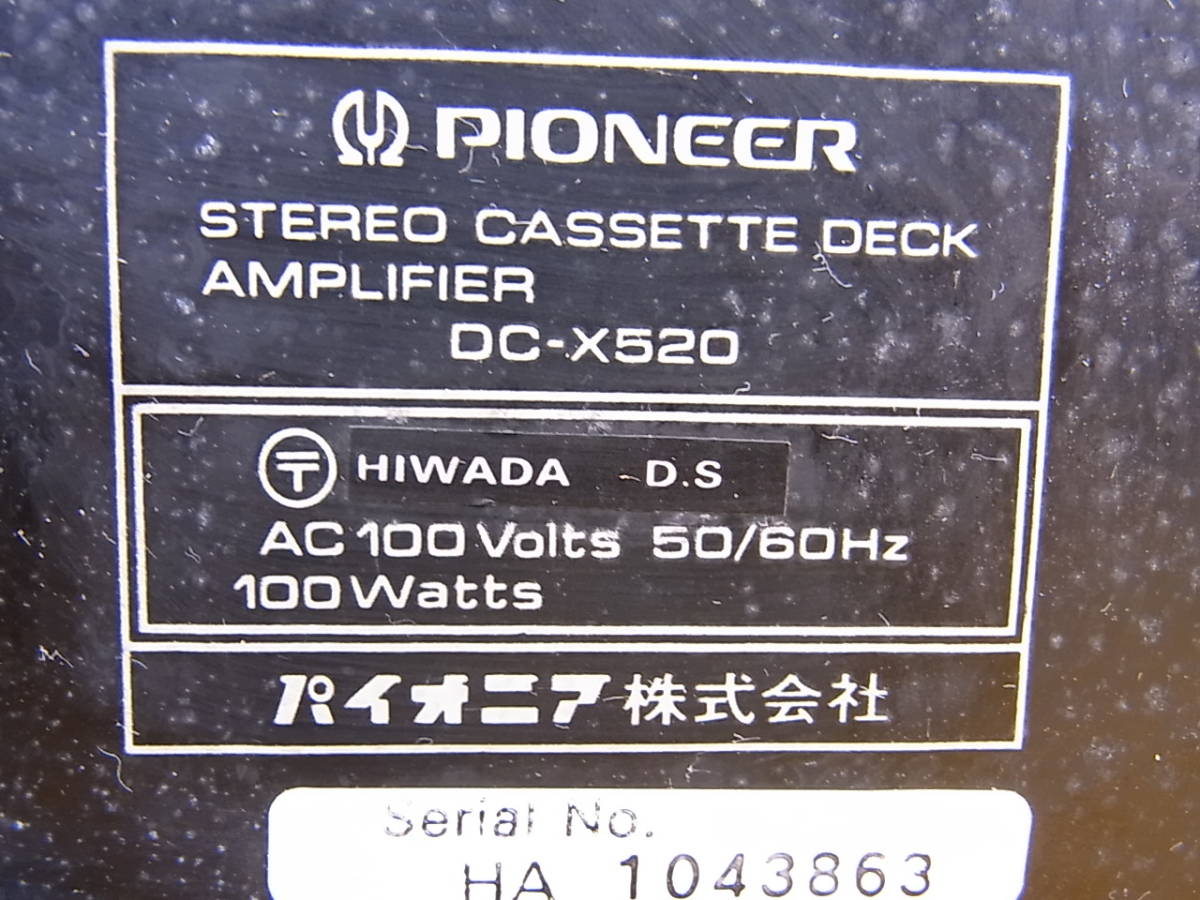 PIONEER
STEREO CASSETTE DECK
AMPLIFIER
DC-X520
〒 HIWADA D.S
AC 100 Volts 50/60Hz
100 Watts
パイオニア株式会社
Serial No.
HA 1043863